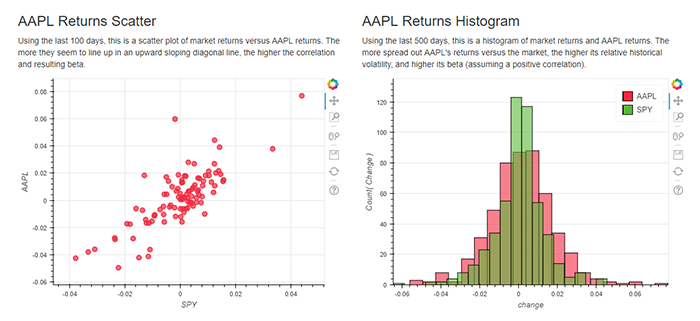 AAPL Returns Scatter
Using the last 100 days, this is a scatter plot of market returns versus AAPL returns. The
more they seem to line up in an upward sloping diagonal line, the higher the correlation
and resulting beta.
0.08
0.06
0.04
0.02
0
-0.02
-0.04
-0.06
AAPL
-0.04
-0.02
0
0.02
0.04
SPY
AAPL Returns Histogram
Using the last 500 days, this is a histogram of market returns and AAPL returns. The
more spread out AAPL's returns versus the market, the higher its relative historical
volatility, and higher its beta (assuming a positive correlation).
AAPL
SPY
120
100
80
60
40
20
0
Count( Change )
-0.06
-0.04
-0.02
0
0.02
0.04
0.06
change